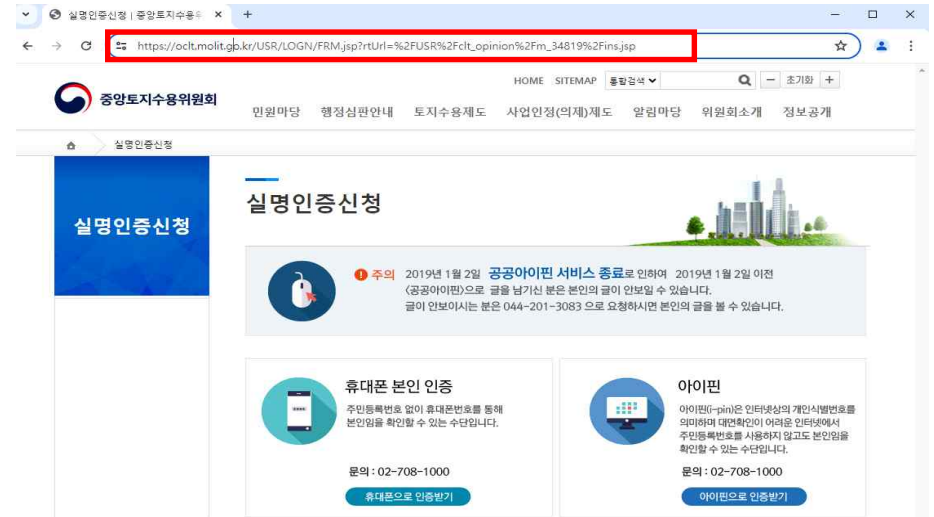 실명인증신청 | 중앙토지수용위
https://oclt.molit.go.kr/USR/LOGN/FRM.jsp?rtUrl=%2FUSR%2Fclt_opinion%2Fm_34819%2Fins.jsp
HOME SITEMAP 통합검색 초기화
중앙토지수용위원회
민원마당 행정심판안내 토지수용제도 사업인정(의제)제도 알림마당 위원회소개 정보공개
실명인증신청
실명인증신청
실명인증신청
주의 2019년 1월 2일 공공아이핀 서비스 종료로 인하여 2019년 1월 2일 이전
(공공아이핀)으로 글을 남기신 분은 본인의 글이 안보일 수 있습니다.
글이 안보이시는 분은 044-201-3083 으로 요청하시면 본인의 글을 볼 수 있습니다.
휴대폰 본인 인증
주민등록번호 없이 휴대폰번호를 통해
본인임을 확인할 수 있는 수단입니다.
문의 : 02-708-1000
휴대폰으로 인증받기
아이핀
아이핀(i-pin)은 인터넷상의 개인식별번호를
의미하며 대면확인이 어려운 인터넷에서
주민등록번호를 사용하지 않고도 본인임을
확인할 수 있는 수단입니다.
문의 : 02-708-1000
아이핀으로 인증받기